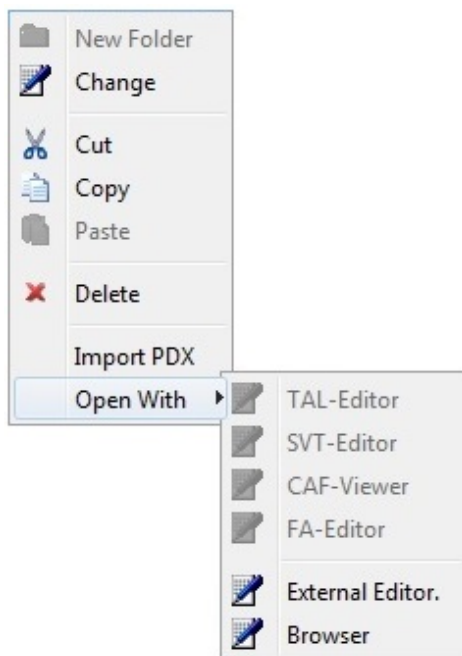 New Folder
Change
Cut
Copy
Paste
Delete
Import PDX
Open With
TAL-Editor
SVT-Editor
CAF-Viewer
FA-Editor
External Editor.
Browser